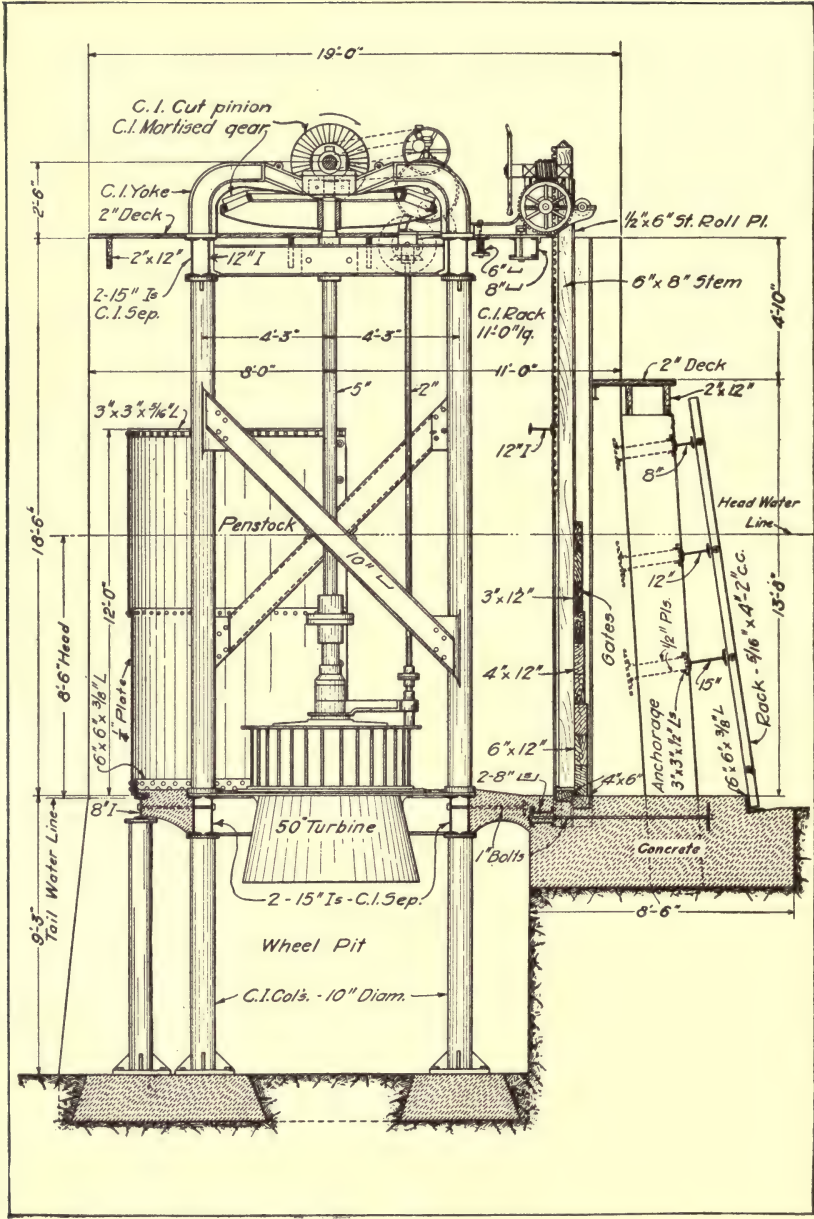 19'-0"
C.I. Cut pinion
C.I. Mortised gear
2'-6"
C.I. Yoke
2" Deck
½"x6" St. Roll Pl.
2"x12"
12" I
6" L
8" L
6"x 8" Stem
2-15" Is
C.I. Sep.
C.I. Rack
11'-0" lg.
4'-10"
4'-3"
4'-3"
8'-0"
11'-0"
2" Deck
5"
2"
2"x12"
3"x3"x5/16" L
12" I
8"
18'-6"
Penstock
Head Water
Line
10" L
12"
12'-0"
3"x12"
Gates
½" Pls.
13'-8"
8'-6" Head
4"x12"
15"
Rack - 5/16" x 4"-2" c.c.
¼" Plate
6"x6"x3/8" L
6"x12"
Anchorage
3"x3"x½" Ls
6"x6"x3/8" L
2-8" Ls
4"x6"
8" I
50" Turbine
1" Bolts
Concrete
Tail Water Line
2-15" Is-C.I. Sep.
8'-6"
9'-3"
Wheel Pit
C.I. Col's. - 10" Diam.